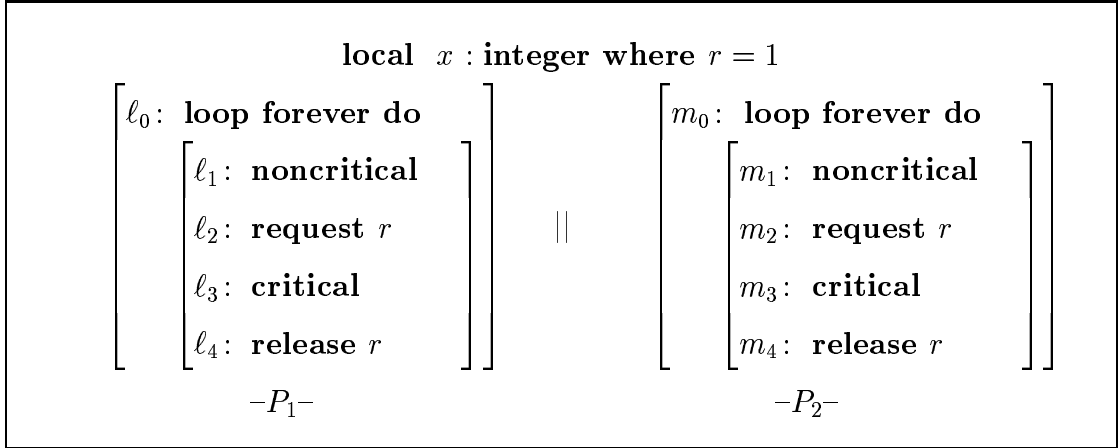 local x : integer where r = 1
ℓ0: loop forever do
ℓ1: noncritical
ℓ2: request r
ℓ3: critical
ℓ4: release r
–P1–
||
m0: loop forever do
m1: noncritical
m2: request r
m3: critical
m4: release r
–P2–